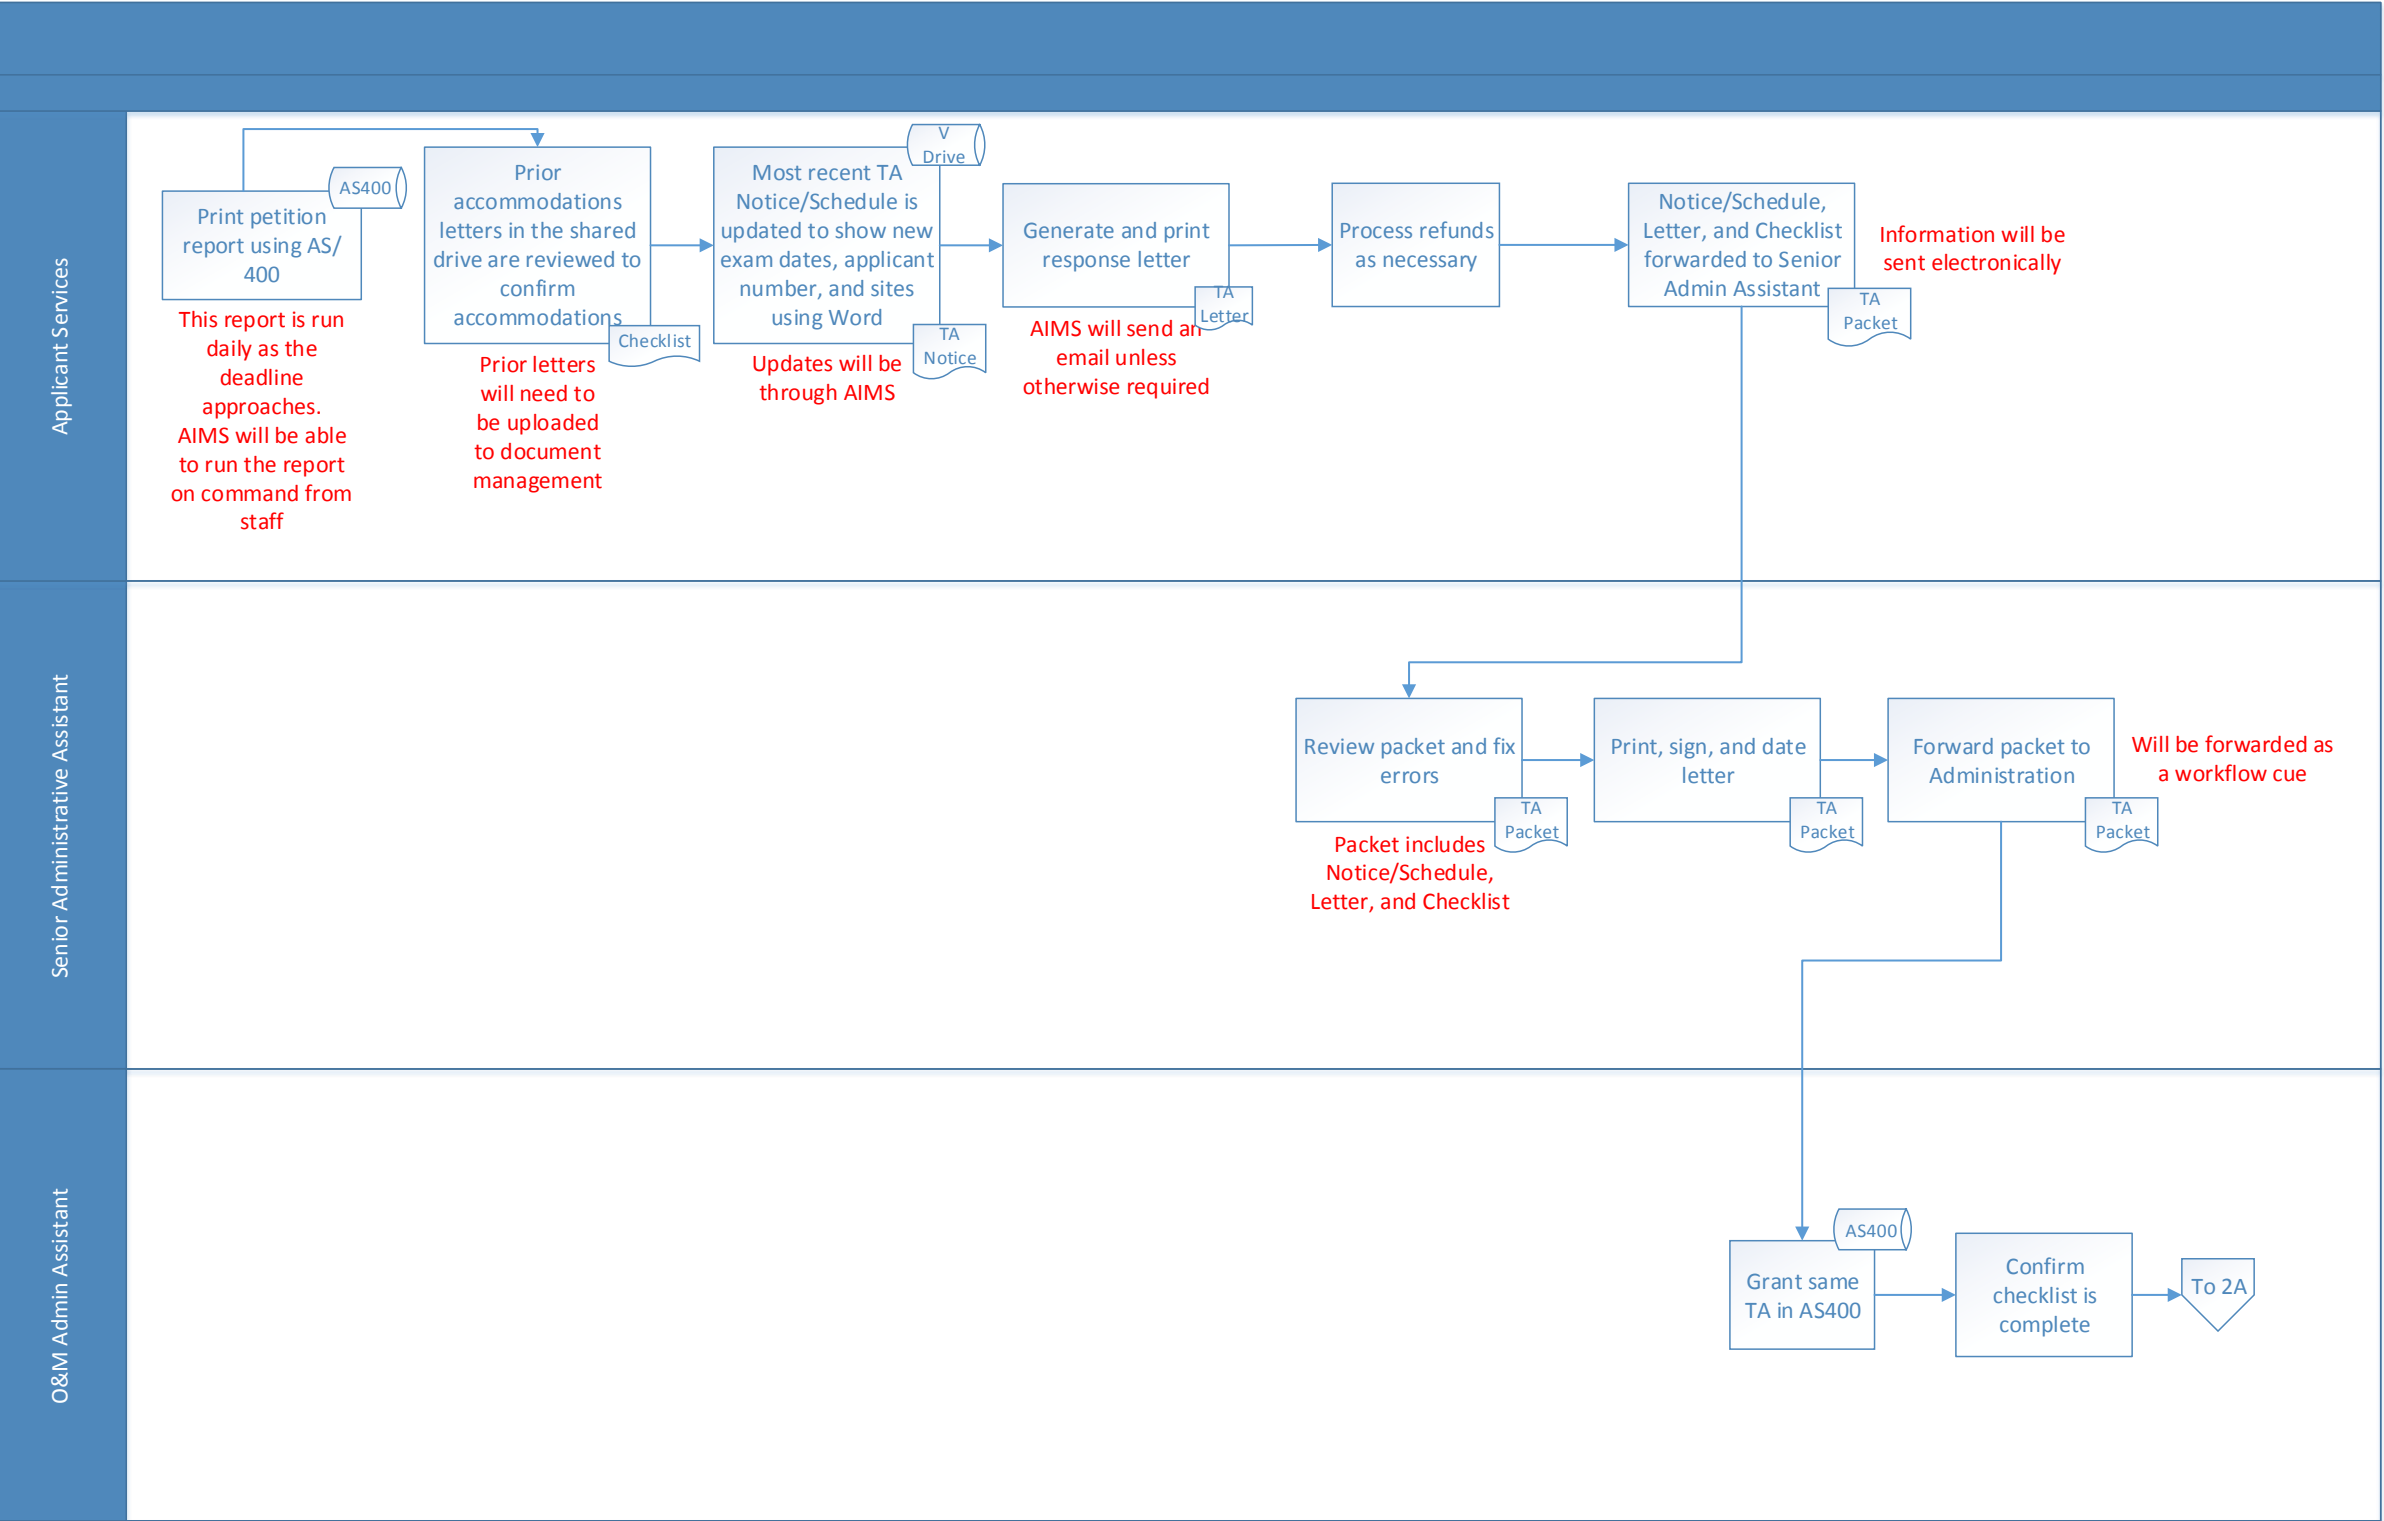 Applicant Services
Print petition
report using AS/
400
AS400
This report is run
daily as the
deadline
approaches.
AIMS will be able
to run the report
on command from
staff
Prior
accommodations
letters in the shared
drive are reviewed to
confirm
accommodations
Checklist
Prior letters
will need to
be uploaded
to document
management
V
Drive
Most recent TA
Notice/Schedule is
updated to show new
exam dates, applicant
number, and sites
using Word
TA
Notice
Updates will be
through AIMS
Generate and print
response letter
TA
Letter
AIMS will send an
email unless
otherwise required
Process refunds
as necessary
Notice/Schedule,
Letter, and Checklist
forwarded to Senior
Admin Assistant
TA
Packet
Information will be
sent electronically
Senior Administrative Assistant
Review packet and fix
errors
TA
Packet
Packet includes
Notice/Schedule,
Letter, and Checklist
Print, sign, and date
letter
TA
Packet
Forward packet to
Administration
TA
Packet
Will be forwarded as
a workflow cue
O&M Admin Assistant
AS400
Grant same
TA in AS400
Confirm
checklist is
complete
To 2A